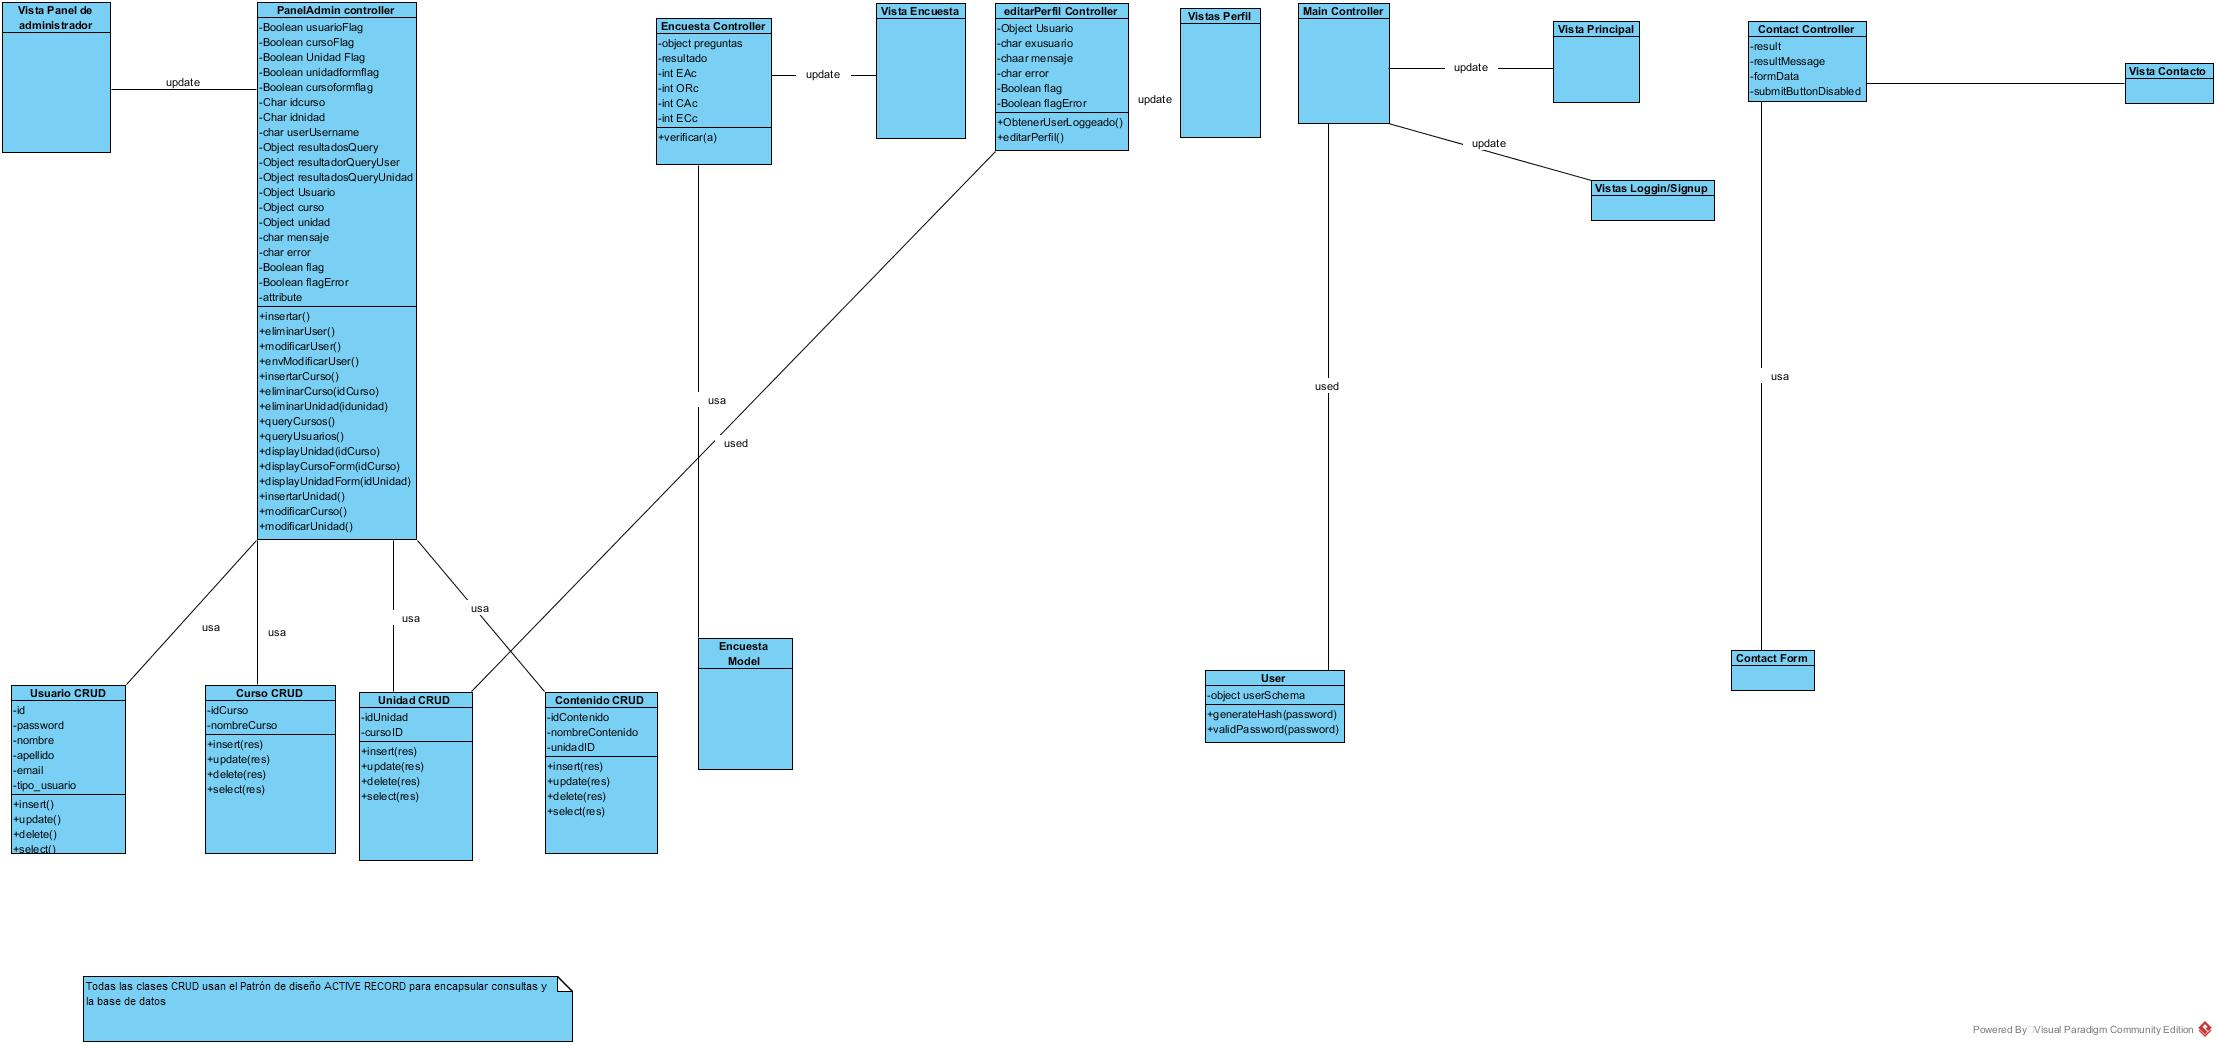 Vista Panel de
administrador
update
PanelAdmin controller
-Boolean usuarioFlag
-Boolean cursoFlag
-Boolean Unidad Flag
-Boolean unidadformflag
-Boolean cursoformflag
-Char idcurso
-Char idnidad
-char userUsername
-Object resultadosQuery
-Object resultadorQueryUser
-Object resultadosQueryUnidad
-Object Usuario
-Object curso
-Object unidad
-char mensaje
-char error
-Boolean flag
-Boolean flagError
-attribute
+insertar()
+eliminarUser()
+modificarUser()
+envModificarUser()
+insertarCurso()
+eliminarCurso(idCurso)
+eliminarUnidad(idunidad)
+queryCursos()
+queryUsuarios()
+displayUnidad(idCurso)
+displayCursoForm(idCurso)
+displayUnidadForm(idUnidad)
+insertarUnidad()
+modificarCurso()
+modificarUnidad()
Encuesta Controller
-object preguntas
-resultado
-int EAc
-int ORc
-int CAc
-int ECc
+verificar(a)
update
Vista Encuesta
editarPerfil Controller
-Object Usuario
-char exusuario
-chaar mensaje
-char error
-Boolean flag
-Boolean flagError
+ObtenerUserLoggeado()
+editarPerfil()
update
Vistas Perfil
Main Controller
update
Vista Principal
update
Vistas Loggin/Signup
Contact Controller
-result
-resultMessage
-formData
-submitButtonDisabled
Vista Contacto
usa
used
used
usa
usa
usa
usa
usa
Usuario CRUD
-id
-password
-nombre
-apellido
-email
-tipo_usuario
+insert()
+update()
+delete()
+select()
Curso CRUD
-idCurso
-nombreCurso
+insert(res)
+update(res)
+delete(res)
+select(res)
Unidad CRUD
-idUnidad
-cursoID
+insert(res)
+update(res)
+delete(res)
+select(res)
Contenido CRUD
-idContenido
-nombreContenido
-unidadID
+insert(res)
+update(res)
+delete(res)
+select(res)
Encuesta
Model
User
-object userSchema
+generateHash(password)
+validPassword(password)
Contact Form
Todas las clases CRUD usan el Patrón de diseño ACTIVE RECORD para encapsular consultas y
la base de datos
Powered By Visual Paradigm Community Edition